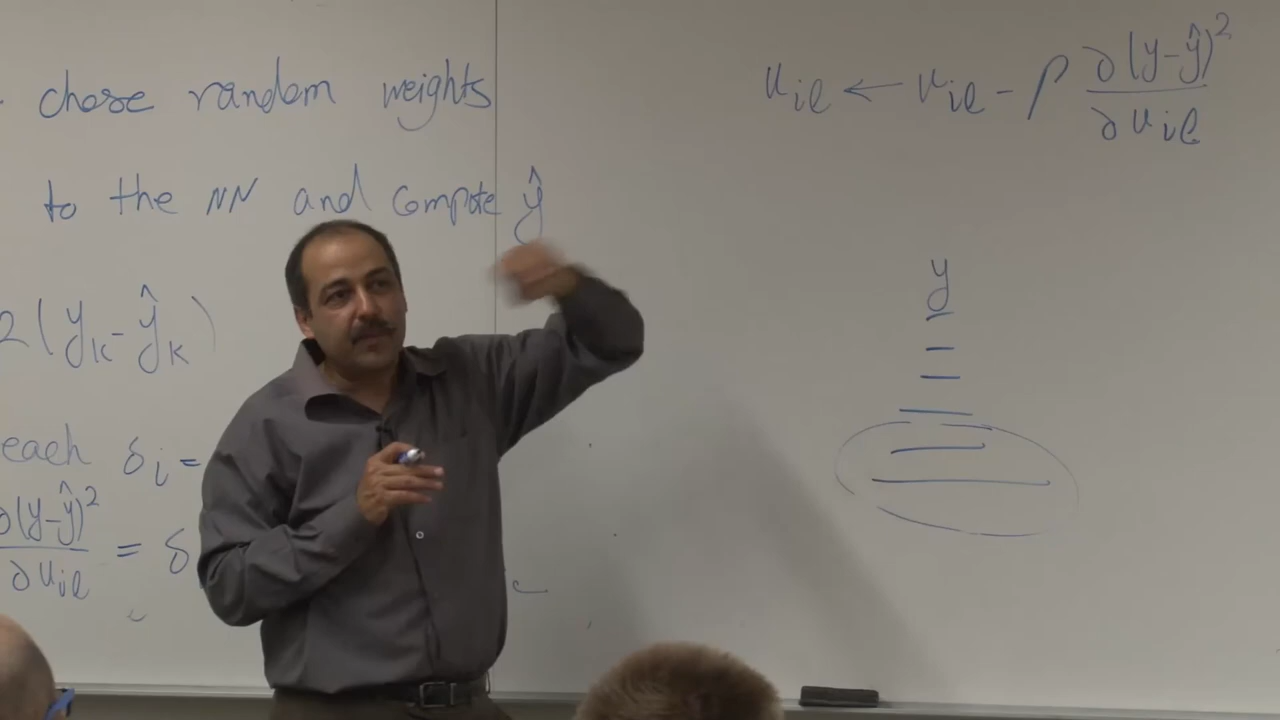 chose random weights
to the NN and compute ŷ
2(yₖ-ŷₖ)
each δᵢ =
∂(y-ŷ)²/∂uᵢₗ = δ
uᵢₗ ← uᵢₗ - ρ ∂(y-ŷ)²/∂uᵢₗ
y